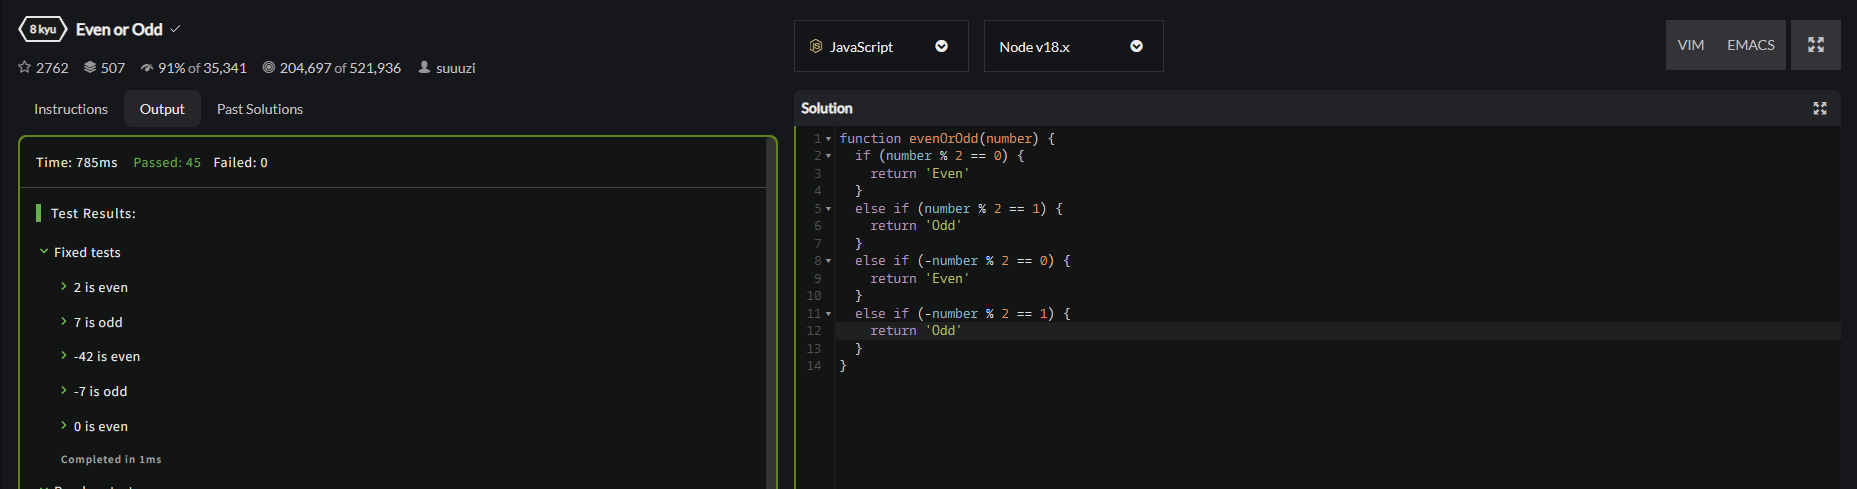 8 kyu Even or Odd
2762 507 91% of 35,341 204,697 of 521,936 suuuzi
Instructions Output Past Solutions
Time: 785ms Passed: 45 Failed: 0
Test Results:
Fixed tests
2 is even
7 is odd
-42 is even
-7 is odd
0 is even
Completed in 1ms
JS JavaScript Node v18.x VIM EMACS
Solution
1 function evenOrOdd(number) {
2   if (number % 2 == 0) {
3     return 'Even'
4   }
5   else if (number % 2 == 1) {
6     return 'Odd'
7   }
8   else if (-number % 2 == 0) {
9     return 'Even'
10   }
11   else if (-number % 2 == 1) {
12     return 'Odd'
13   }
14 }